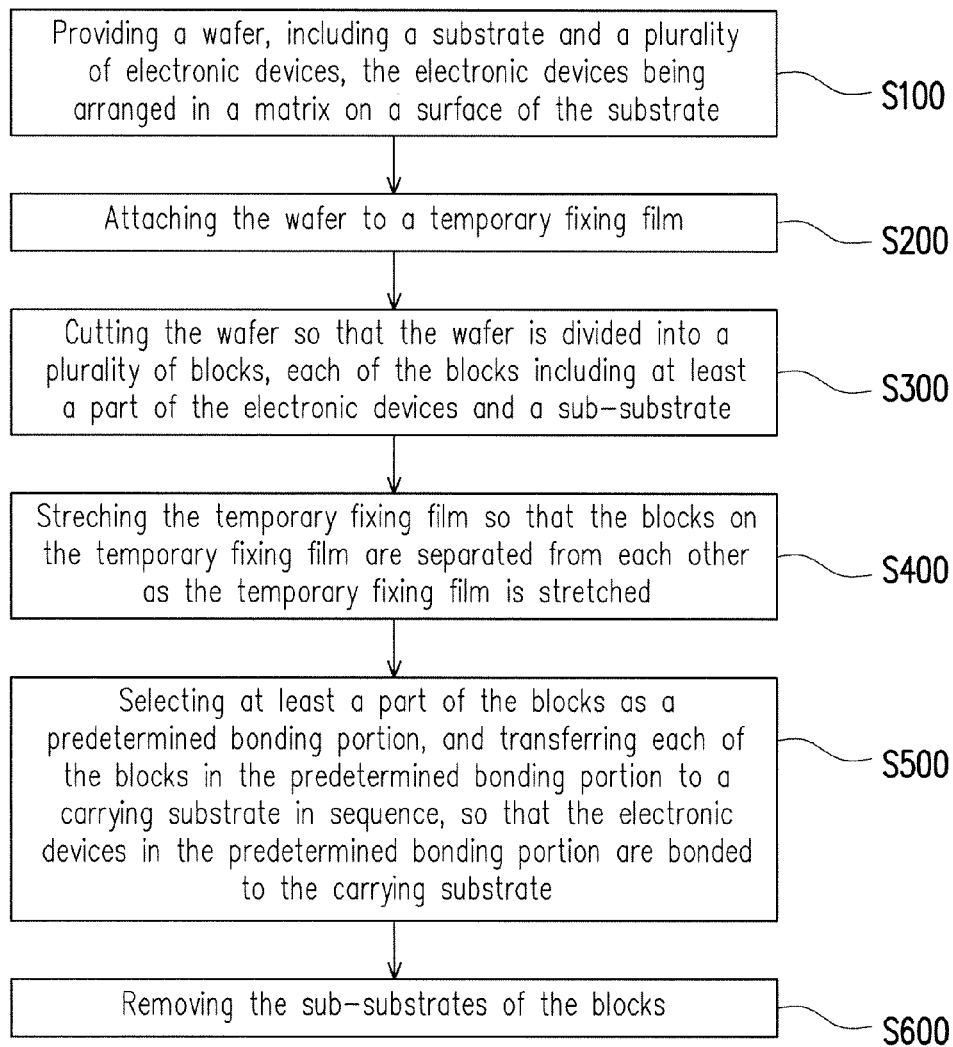 Providing a wafer, including a substrate and a plurality
of electronic devices, the electronic devices being
arranged in a matrix on a surface of the substrate
S100
Attaching the wafer to a temporary fixing film
S200
Cutting the wafer so that the wafer is divided into a
plurality of blocks, each of the blocks including at least
a part of the electronic devices and a sub-substrate
S300
Streching the temporary fixing film so that the blocks on
the temporary fixing film are separated from each other
as the temporary fixing film is stretched
S400
Selecting at least a part of the blocks as a
predetermined bonding portion, and transferring each of
the blocks in the predetermined bonding portion to a
carrying substrate in sequence, so that the electronic
devices in the predetermined bonding portion are bonded
to the carrying substrate
S500
Removing the sub-substrates of the blocks
S600